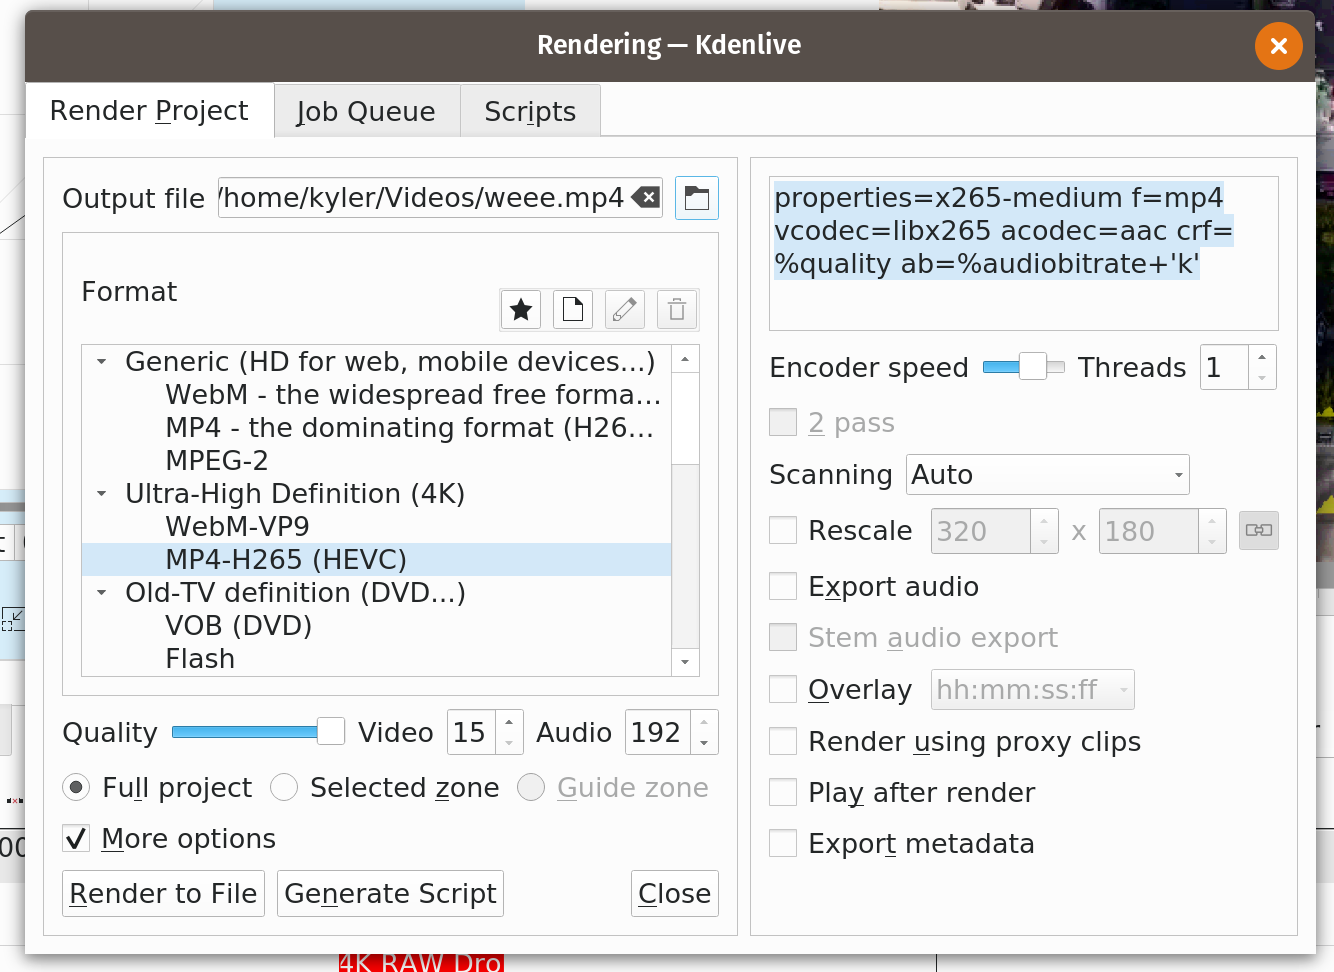 Rendering — Kdenlive
Render Project
Job Queue
Scripts
Output file
/home/kyler/Videos/weee.mp4
Format
Generic (HD for web, mobile devices...)
WebM - the widespread free forma...
MP4 - the dominating format (H26...
MPEG-2
Ultra-High Definition (4K)
WebM-VP9
MP4-H265 (HEVC)
Old-TV definition (DVD...)
VOB (DVD)
Flash
Quality
Video
15
Audio
192
Full project
Selected zone
Guide zone
More options
Render to File
Generate Script
Close
properties=x265-medium f=mp4
vcodec=libx265 acodec=aac crf=
%quality ab=%audiobitrate+'k'
Encoder speed
Threads
1
2 pass
Scanning
Auto
Rescale
320
x
180
Export audio
Stem audio export
Overlay
hh:mm:ss:ff
Render using proxy clips
Play after render
Export metadata
4K RAW Dro